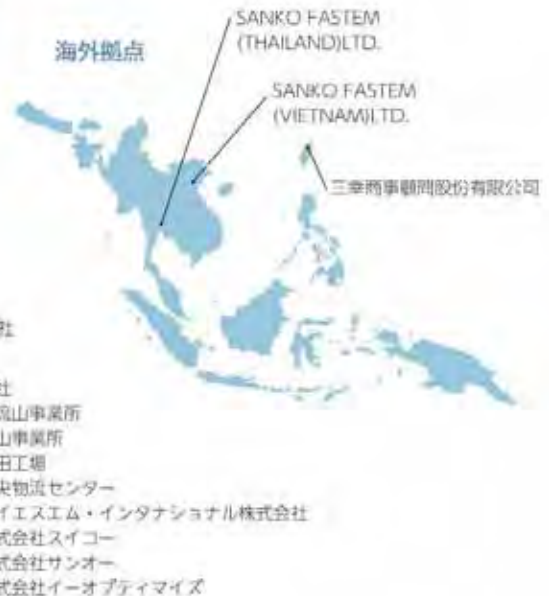 SANKO FASTEM
(THAILAND)LTD.
海外拠点
SANKO FASTEM
(VIETNAM)LTD.
三幸商事顧問股份有限公司
社
社
流山事業所
山事業所
田工場
央物流センター
イエスエム・インタナショナル株式会社
式会社スイコー
式会社サンオー
式会社イーオプティマイズ